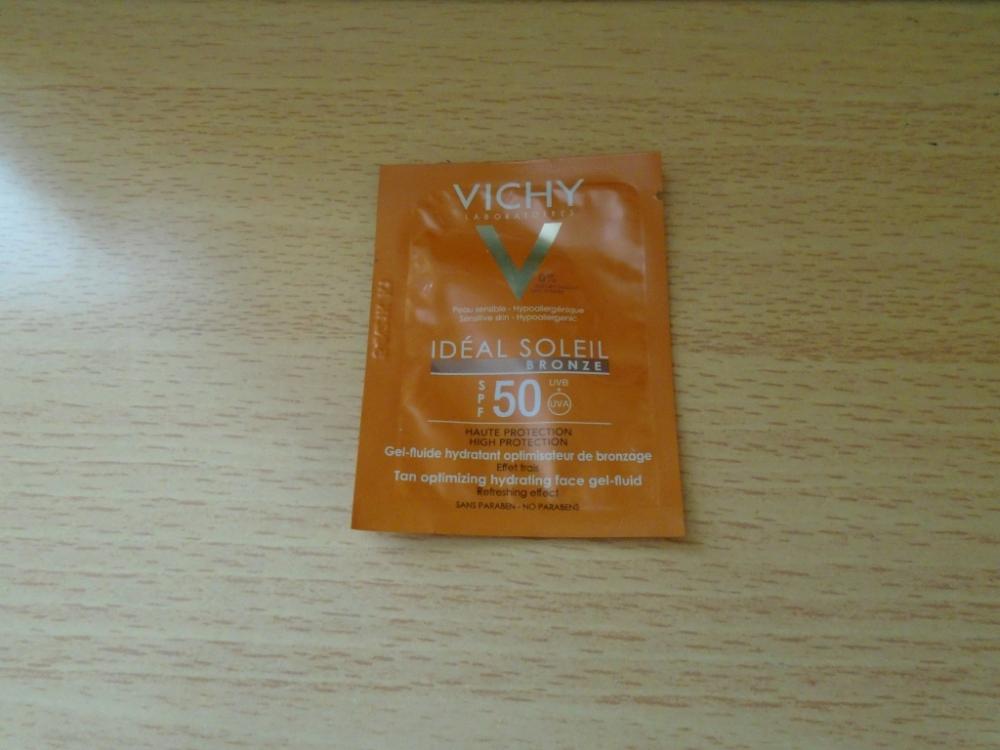 VICHY
LABORATOIRES
V
0%
Peau sensible - Hypoallergénique
Sensitive skin - Hypoallergenic
IDÉAL SOLEIL
BRONZE
SPF 50 UVB + UVA
HAUTE PROTECTION
HIGH PROTECTION
Gel-fluide hydratant optimisateur de bronzage
Effet frais
Tan optimizing hydrating face gel-fluid
Refreshing effect
SANS PARABEN - NO PARABENS